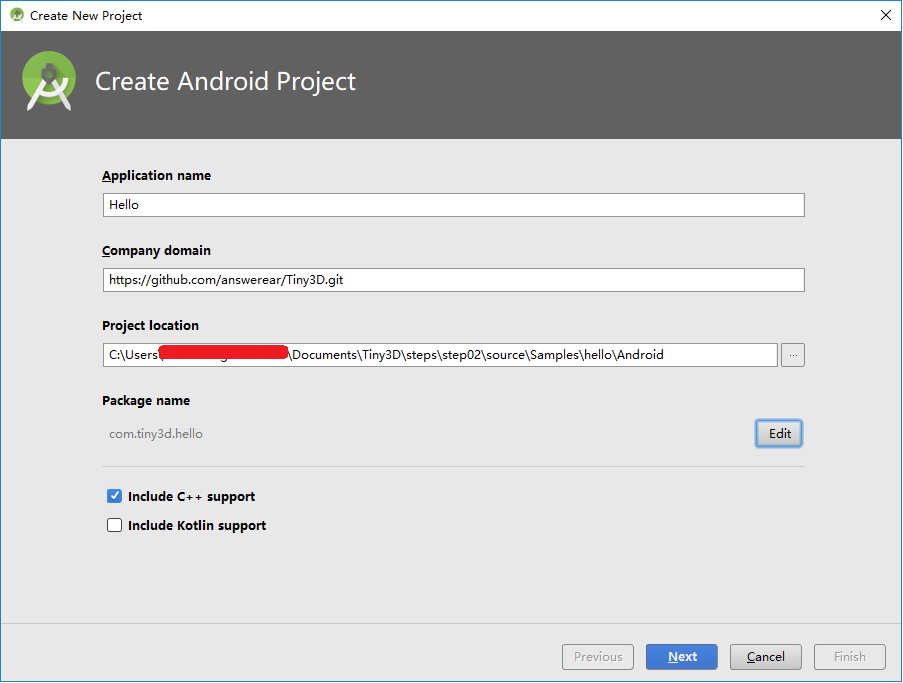 Create New Project
Create Android Project
Application name
Hello
Company domain
https://github.com/answerear/Tiny3D.git
Project location
C:\Users\ \Documents\Tiny3D\steps\step02\source\Samples\hello\Android
...
Package name
com.tiny3d.hello
Edit
Include C++ support
Include Kotlin support
Previous Next Cancel Finish